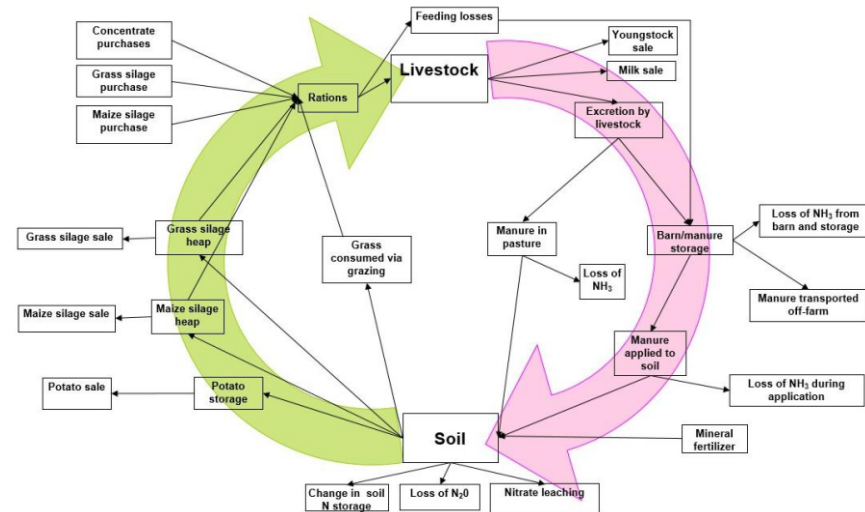 Concentrate
purchases
Grass silage
purchase
Maize silage
purchase
Rations
Feeding losses
Livestock
Youngstock
sale
Milk sale
Excretion by
livestock
Grass silage sale
Grass silage
heap
Grass consumed via
grazing
Manure in
pasture
Loss of
NH₃
Barn/manure
storage
Loss of NH₃ from
barn and storage
Manure transported
off-farm
Maize silage sale
Maize silage
heap
Manure
applied to
soil
Potato sale
Potato
storage
Loss of NH₃ during
application
Soil
Mineral
fertilizer
Change in soil
N storage
Loss of N₂0
Nitrate leaching